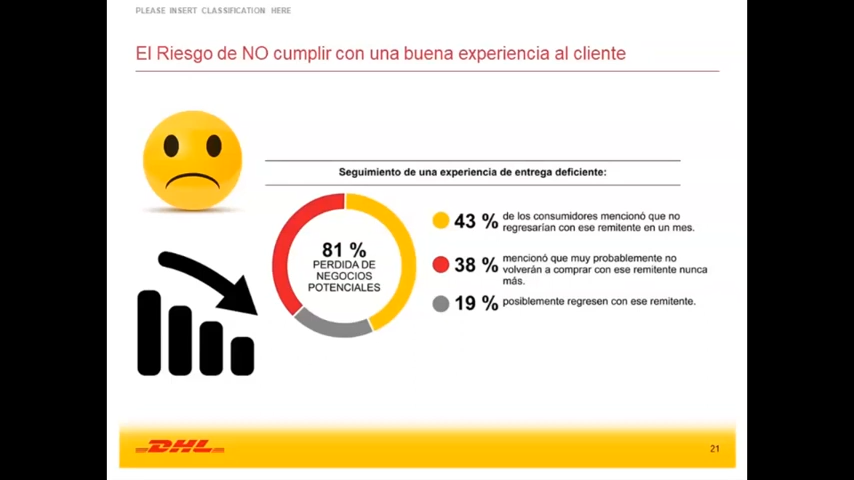 PLEASE INSERT CLASSIFICATION HERE
El Riesgo de NO cumplir con una buena experiencia al cliente
Seguimiento de una experiencia de entrega deficiente:
81 %
PERDIDA DE
NEGOCIOS
POTENCIALES
43 %
de los consumidores mencionó que no
regresarían con ese remitente en un mes.
38 %
mencionó que muy probablemente no
volverán a comprar con ese remitente nunca
más.
19 %
posiblemente regresen con ese remitente.
DHL
21